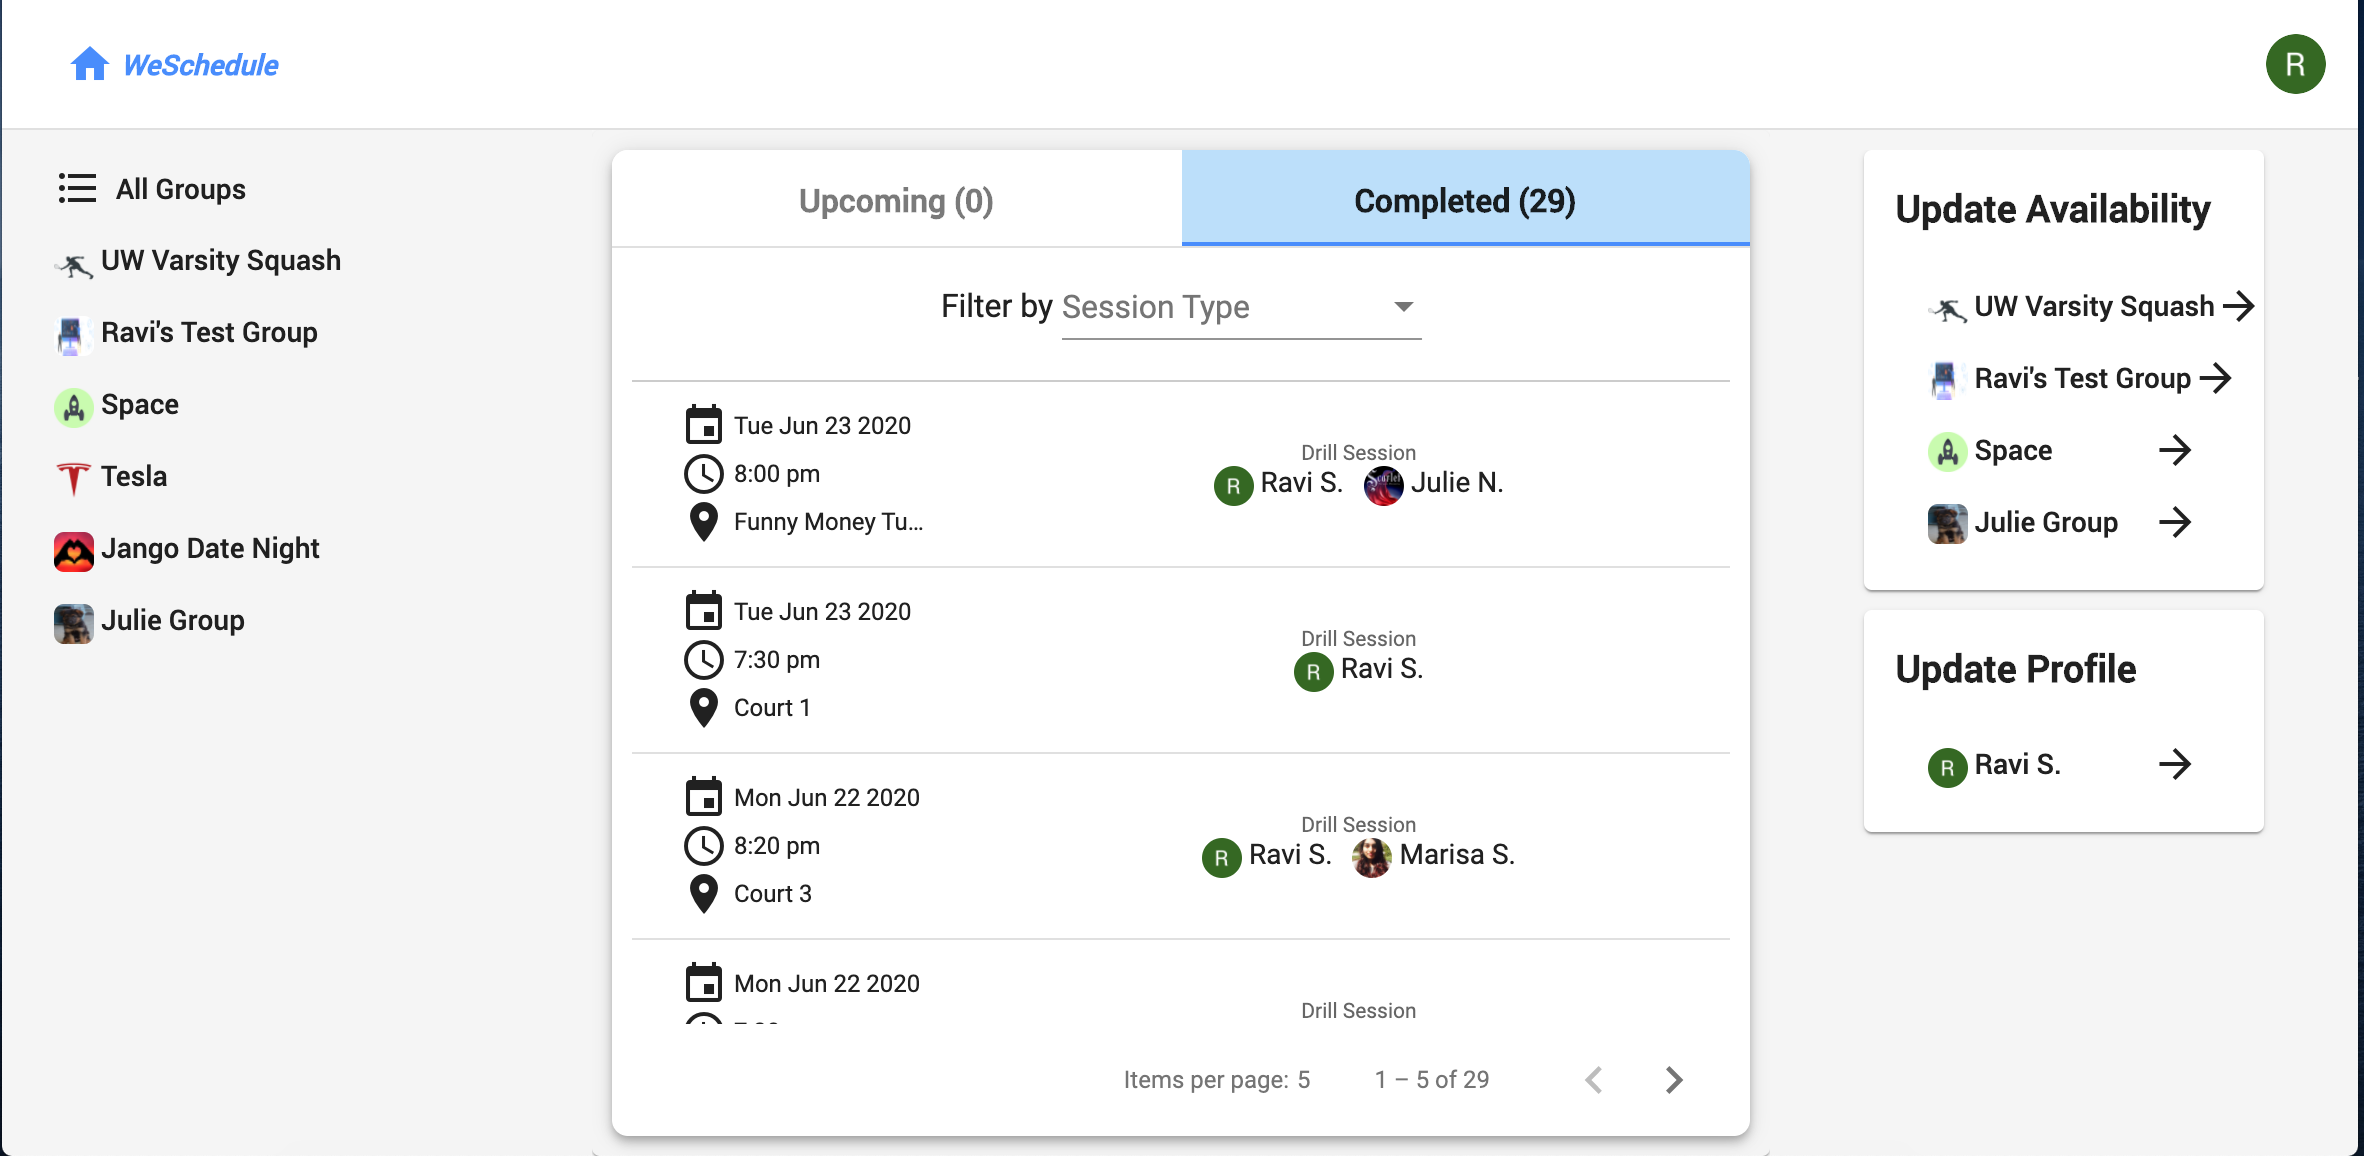 WeSchedule
R
All Groups
UW Varsity Squash
Ravi's Test Group
Space
Tesla
Jango Date Night
Julie Group
Upcoming (0)
Completed (29)
Filter by Session Type
Tue Jun 23 2020
8:00 pm
Funny Money Tu...
Drill Session
R Ravi S. Julie N.
Tue Jun 23 2020
7:30 pm
Court 1
Drill Session
R Ravi S.
Mon Jun 22 2020
8:20 pm
Court 3
Drill Session
R Ravi S. Marisa S.
Mon Jun 22 2020
Drill Session
Items per page: 5
1 – 5 of 29
Update Availability
UW Varsity Squash
Ravi's Test Group
Space
Julie Group
Update Profile
R Ravi S.